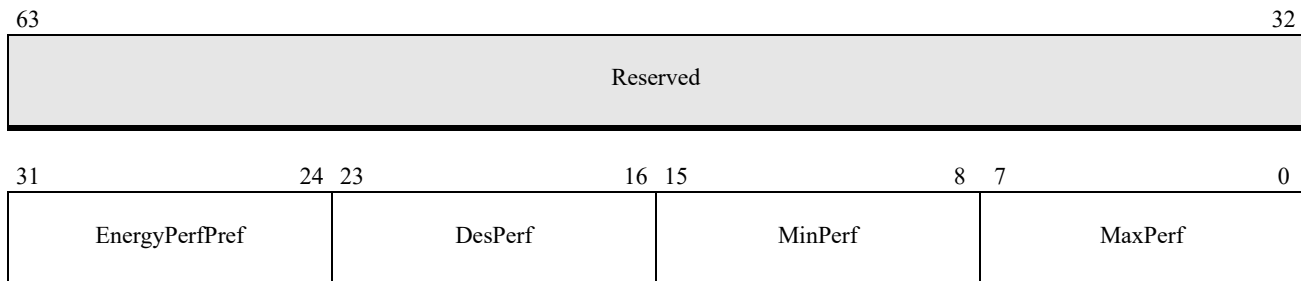 63 32
Reserved
31 24 23 16 15 8 7 0
EnergyPerfPref DesPerf MinPerf MaxPerf